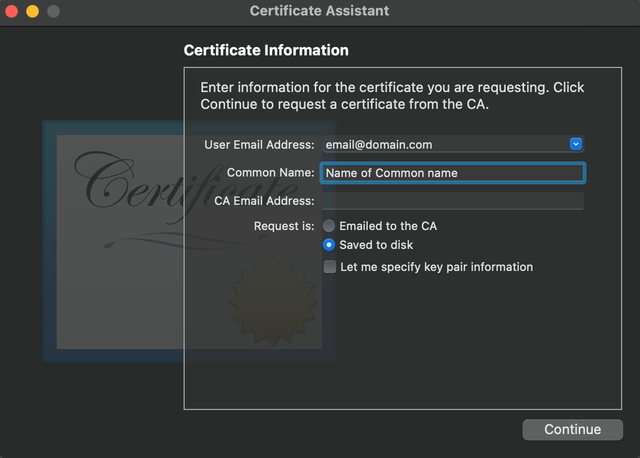 Certificate Assistant
Certificate Information
Enter information for the certificate you are requesting. Click
Continue to request a certificate from the CA.
User Email Address: email@domain.com
Common Name: Name of Common name
CA Email Address:
Request is: Emailed to the CA
Saved to disk
Let me specify key pair information
Certificate
Continue